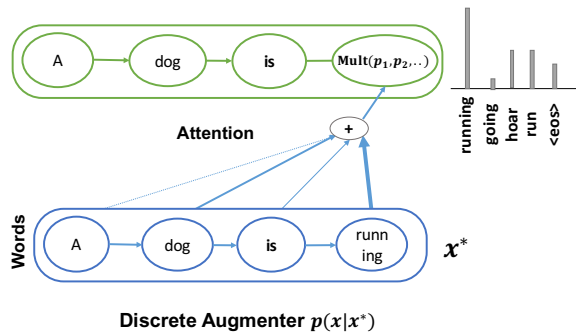 A
dog
is
Mult(p₁,p₂,..)
running
going
hoar
run
<eos>
Attention
+
Words
A
dog
is
runn
ing
x*
Discrete Augmenter p(x|x*)